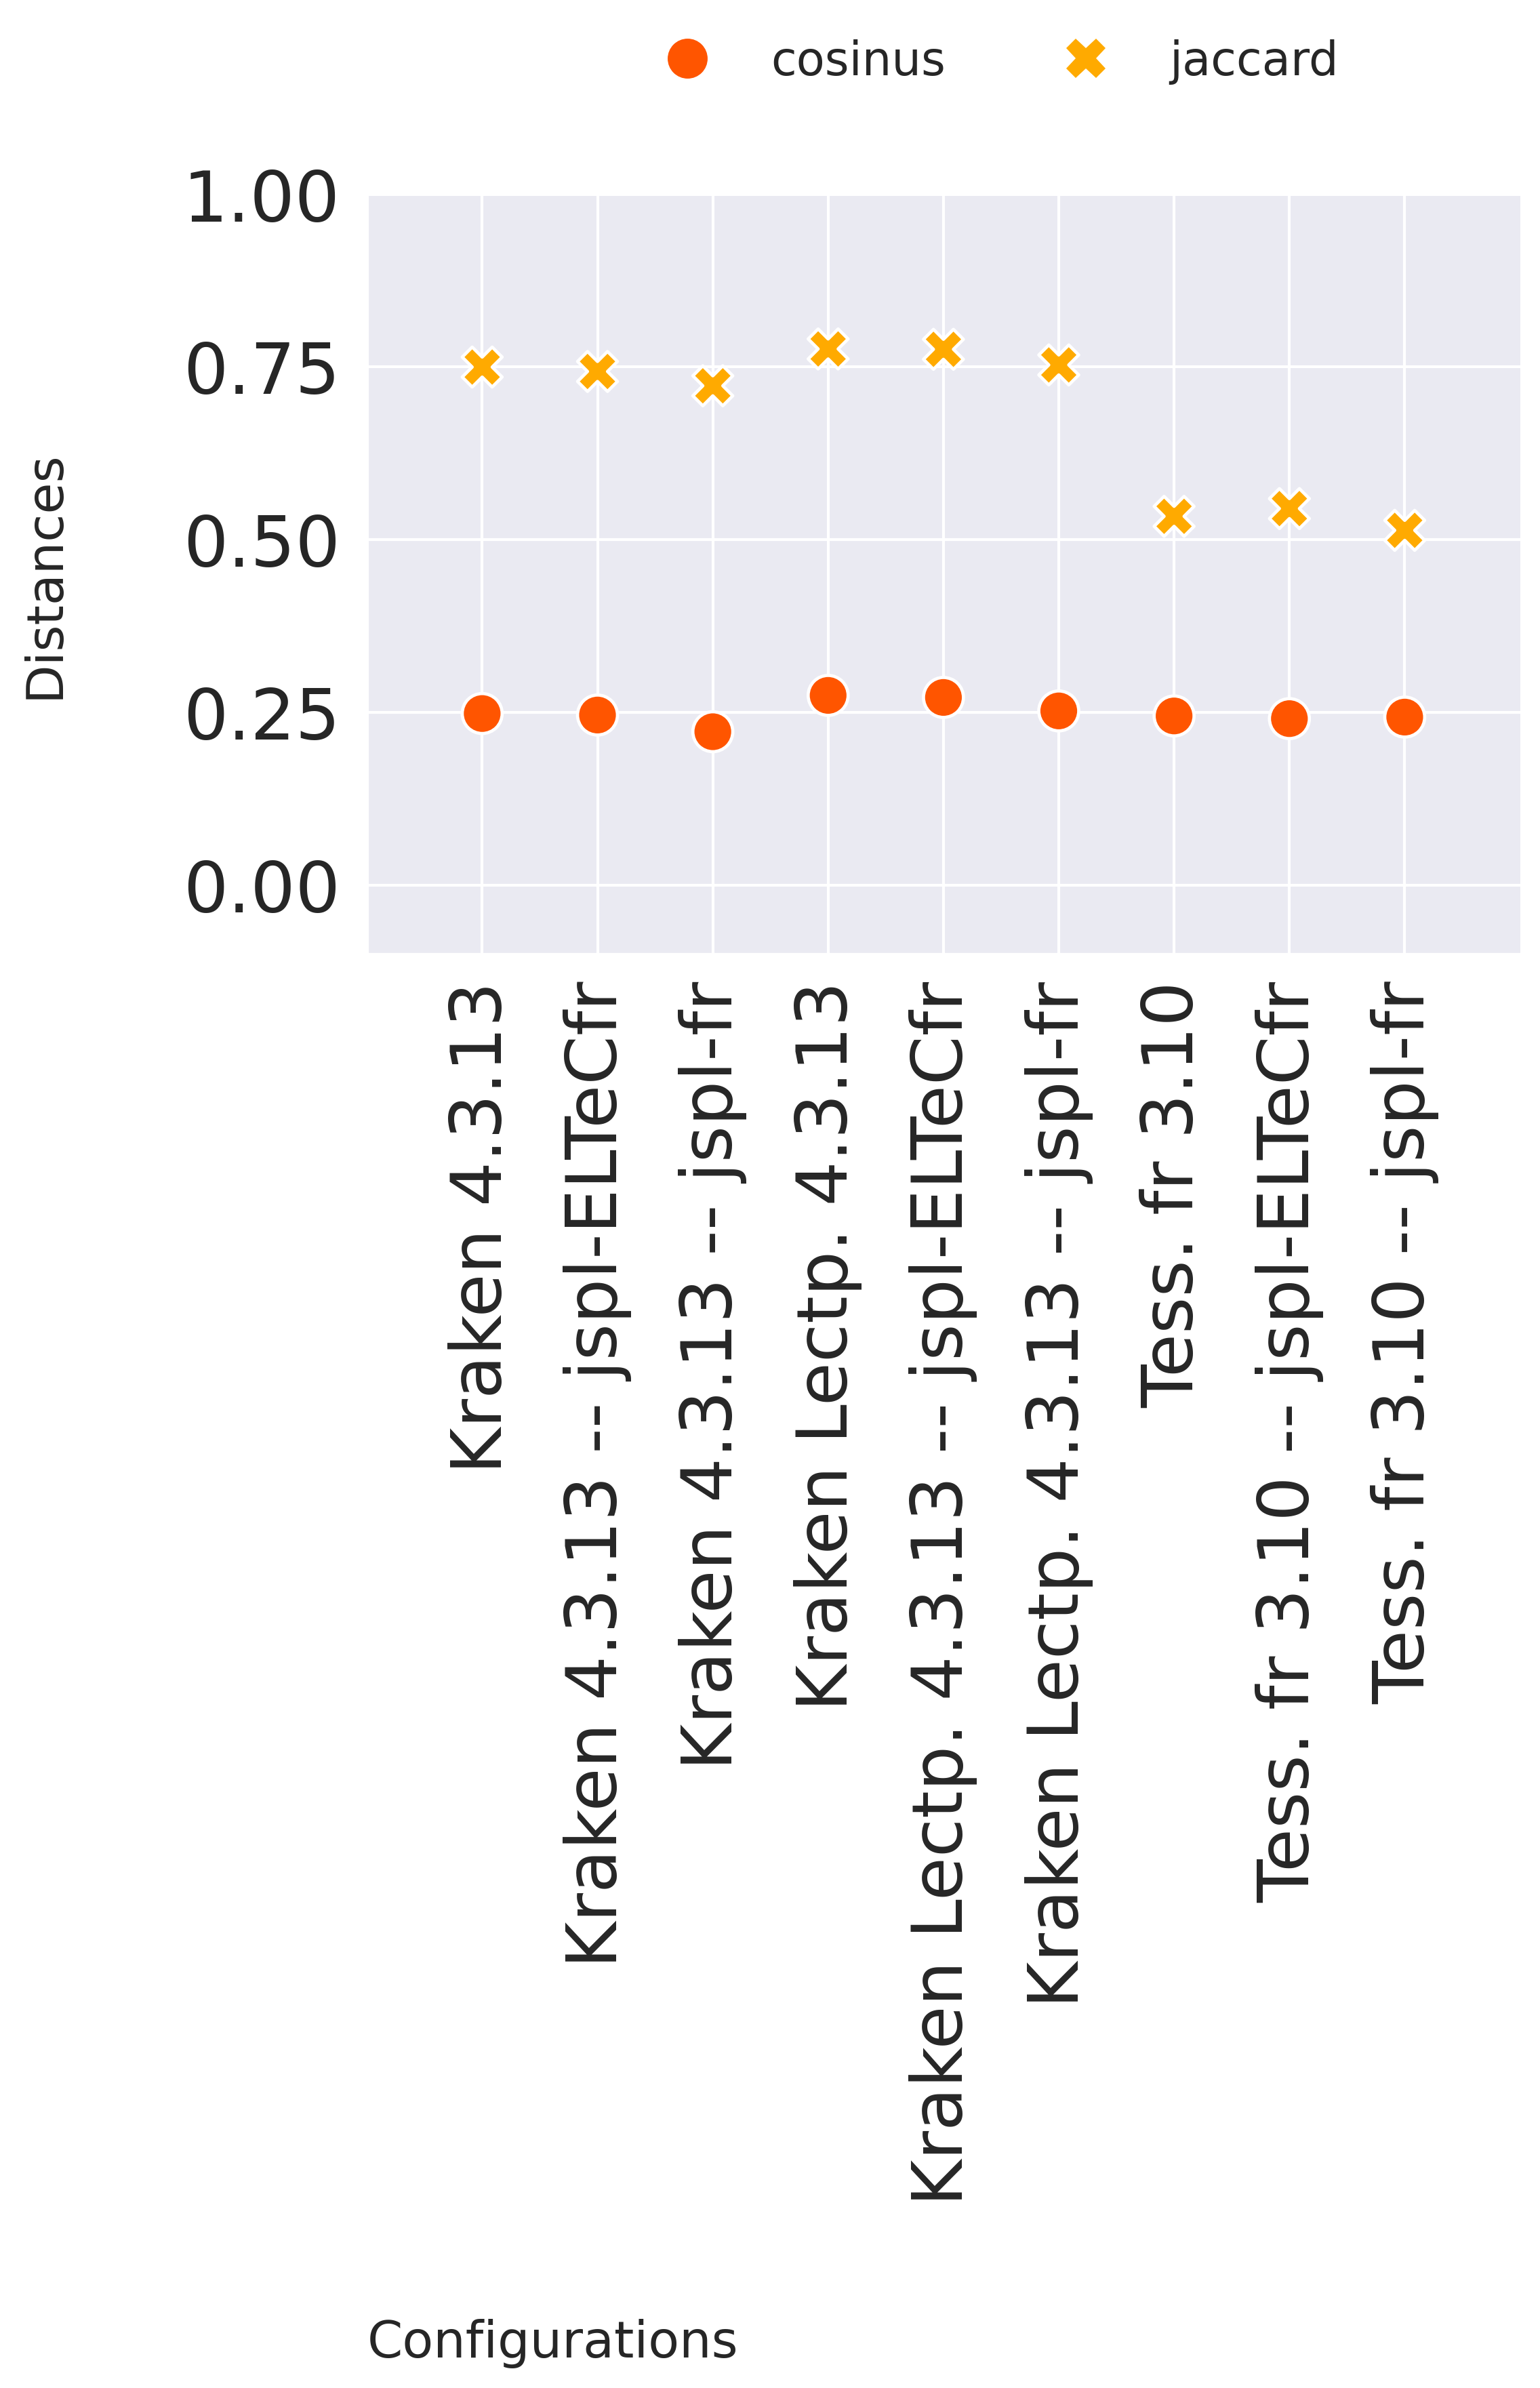 cosinus jaccard
1.00
0.75
0.50
0.25
0.00
Distances
Kraken 4.3.13
Kraken 4.3.13 -- jspl-ELTeCfr
Kraken 4.3.13 -- jspl-fr
Kraken Lectp. 4.3.13
Kraken Lectp. 4.3.13 -- jspl-ELTeCfr
Kraken Lectp. 4.3.13 -- jspl-fr
Tess. fr 3.10
Tess. fr 3.10 -- jspl-ELTeCfr
Tess. fr 3.10 -- jspl-fr
Configurations